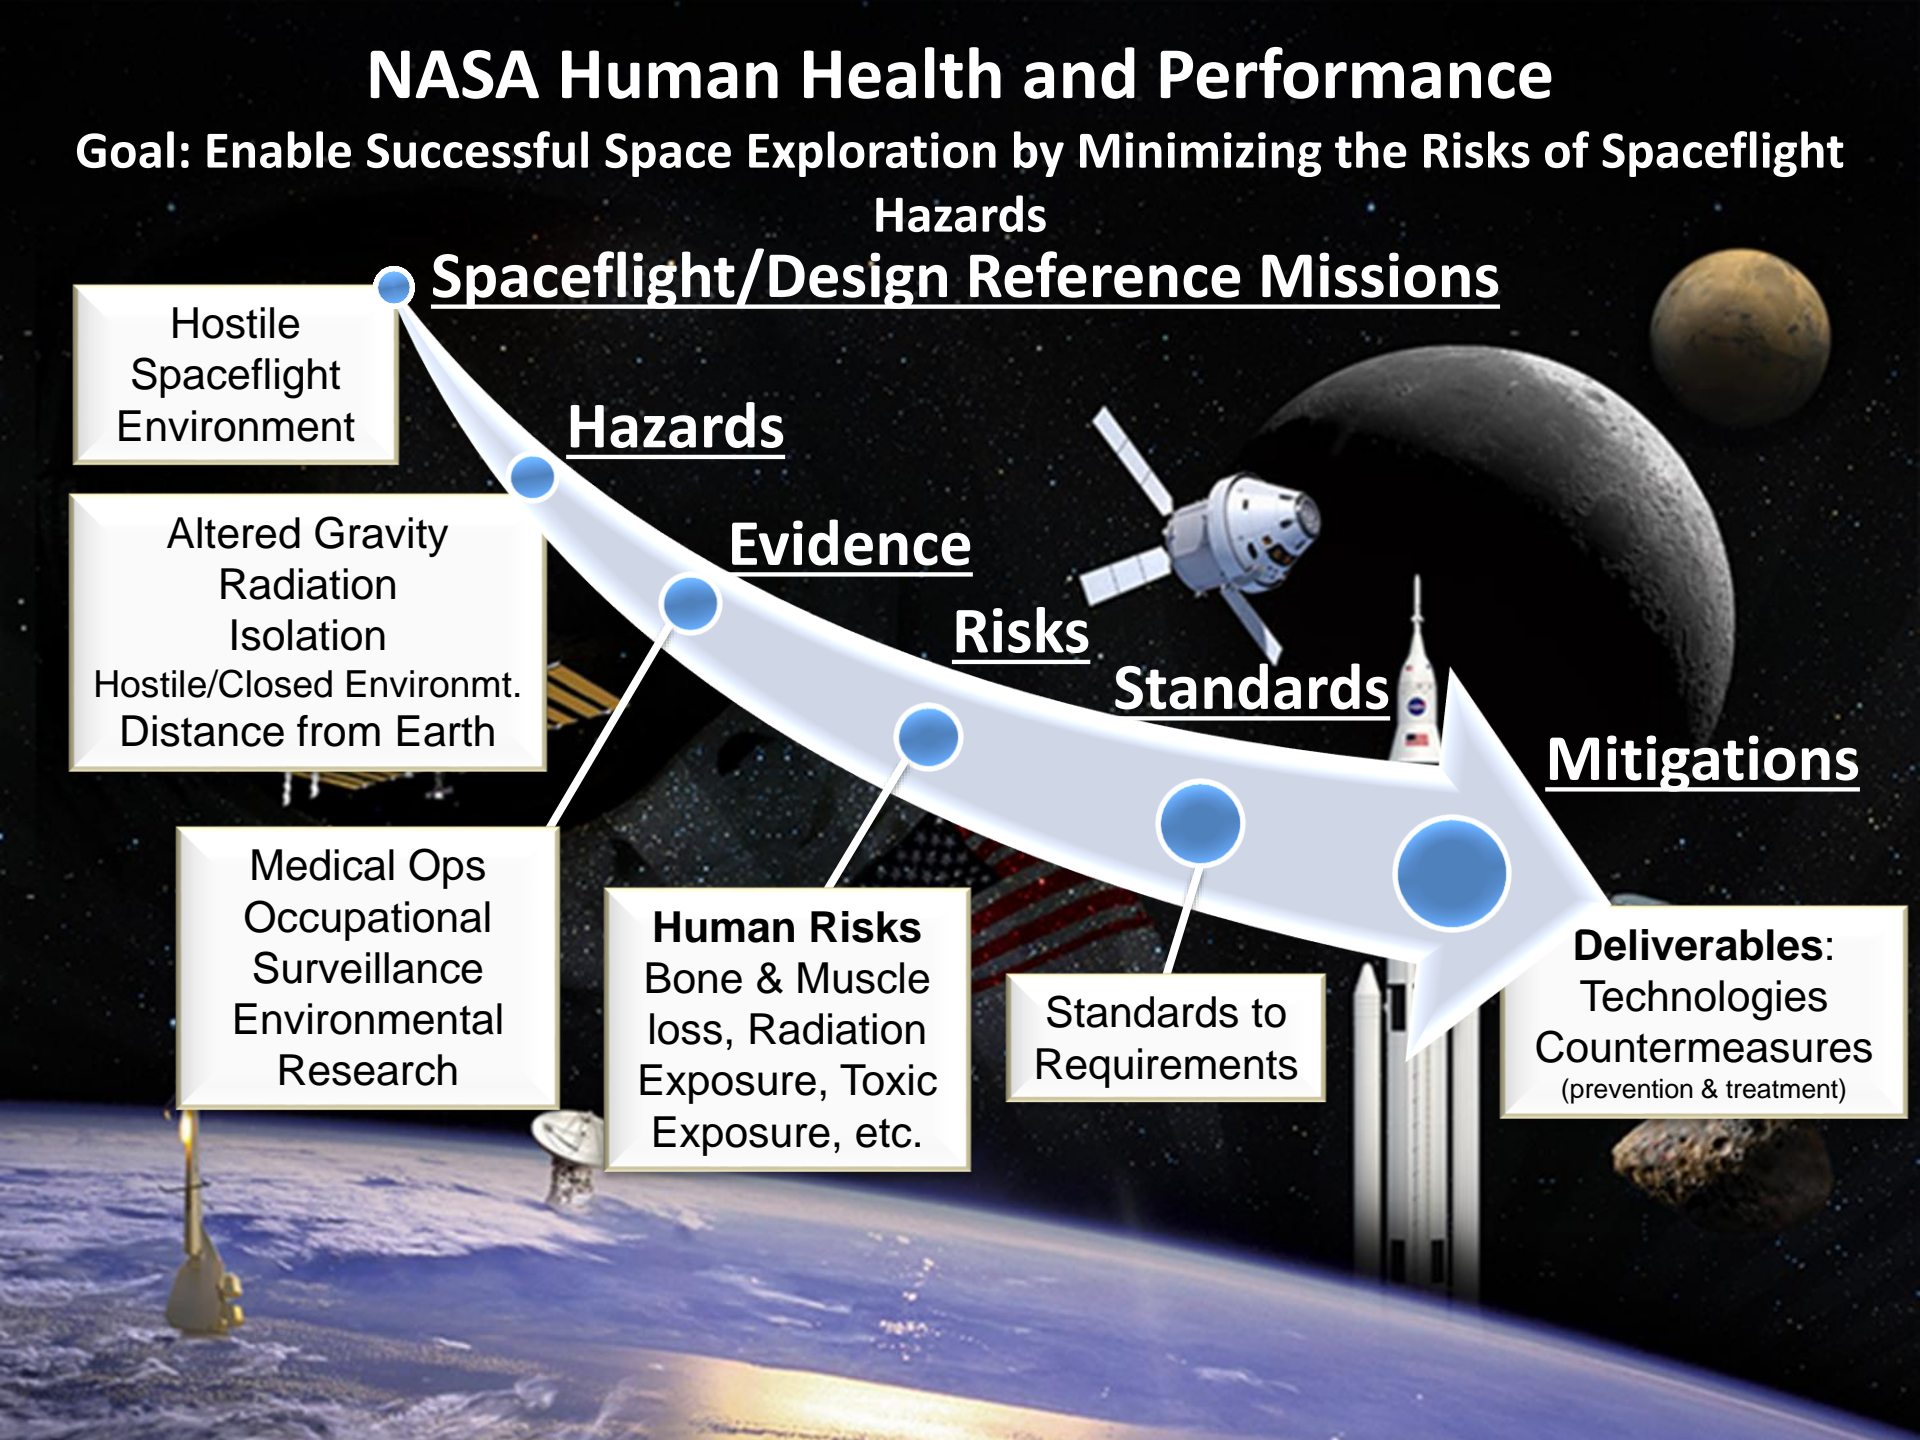 NASA Human Health and Performance
Goal: Enable Successful Space Exploration by Minimizing the Risks of Spaceflight
Hazards
Spaceflight/Design Reference Missions
Hostile
Spaceflight
Environment
Hazards
Altered Gravity
Radiation
Isolation
Hostile/Closed Environmt.
Distance from Earth
Evidence
Medical Ops
Occupational
Surveillance
Environmental
Research
Risks
Human Risks
Bone & Muscle
loss, Radiation
Exposure, Toxic
Exposure, etc.
Standards
Standards to
Requirements
Mitigations
Deliverables:
Technologies
Countermeasures
(prevention & treatment)